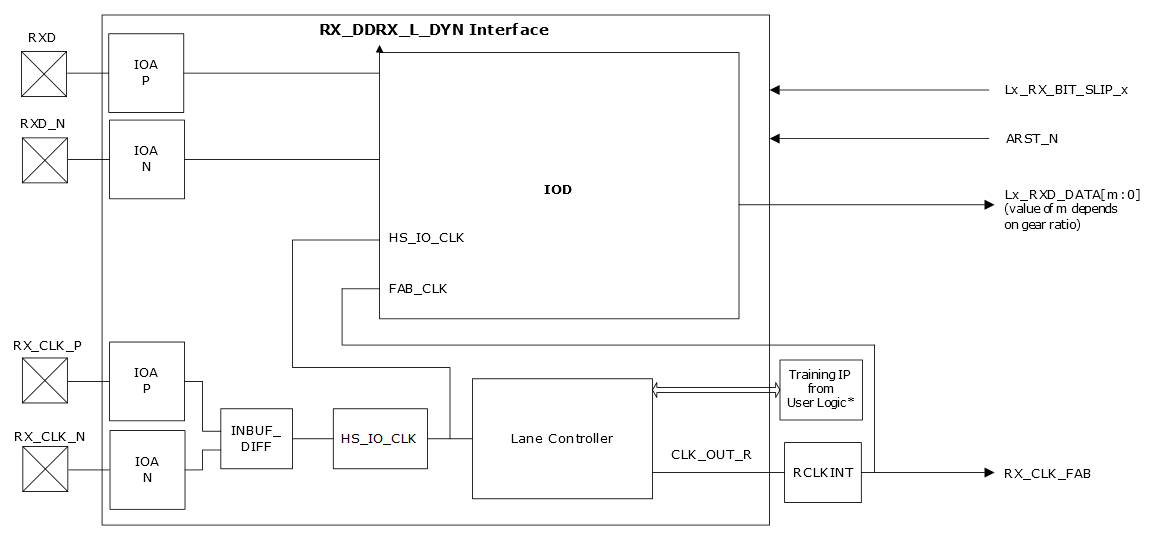 RX_DDRX_L_DYN Interface
RXD
IOA
P
RXD_N
IOA
N
IOD
HS_IO_CLK
FAB_CLK
Lx_RX_BIT_SLIP_x
ARST_N
Lx_RXD_DATA[m:0]
(value of m depends
on gear ratio)
RX_CLK_P
IOA
P
RX_CLK_N
IOA
N
INBUF_
DIFF
HS_IO_CLK
Lane Controller
Training IP
from
User Logic*
CLK_OUT_R
RCLKINT
RX_CLK_FAB